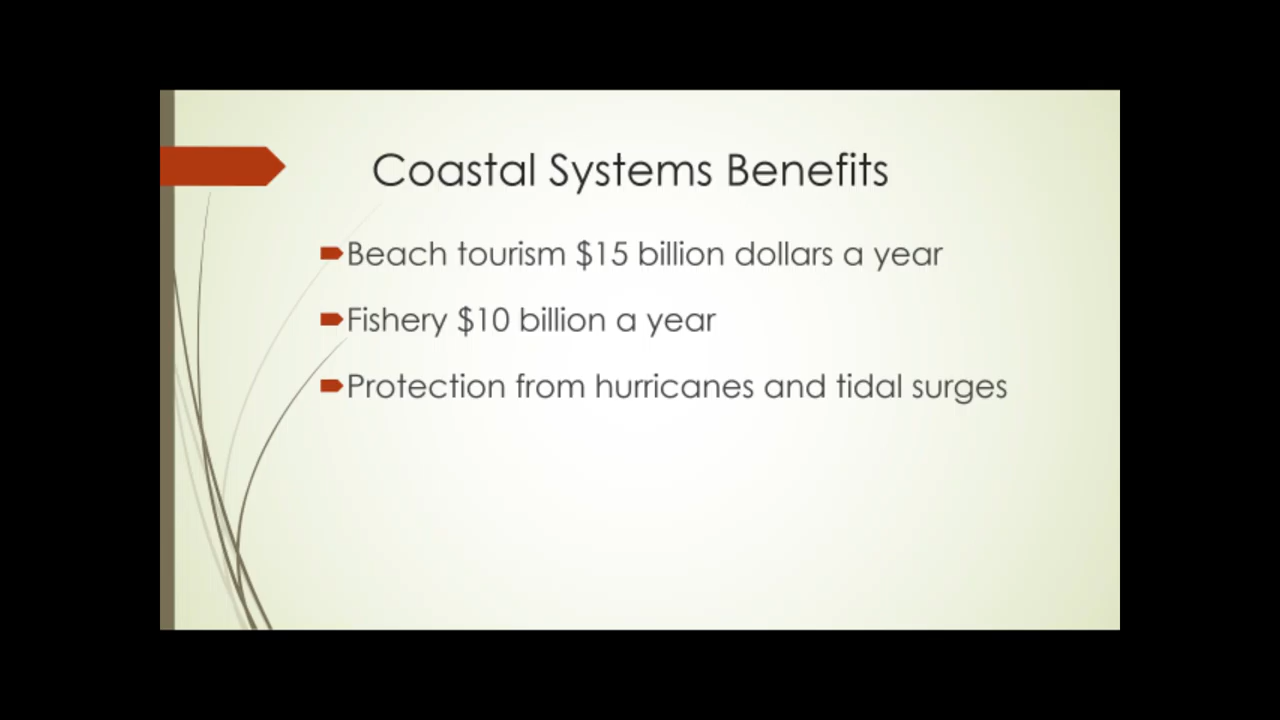 Coastal Systems Benefits
Beach tourism $15 billion dollars a year
Fishery $10 billion a year
Protection from hurricanes and tidal surges